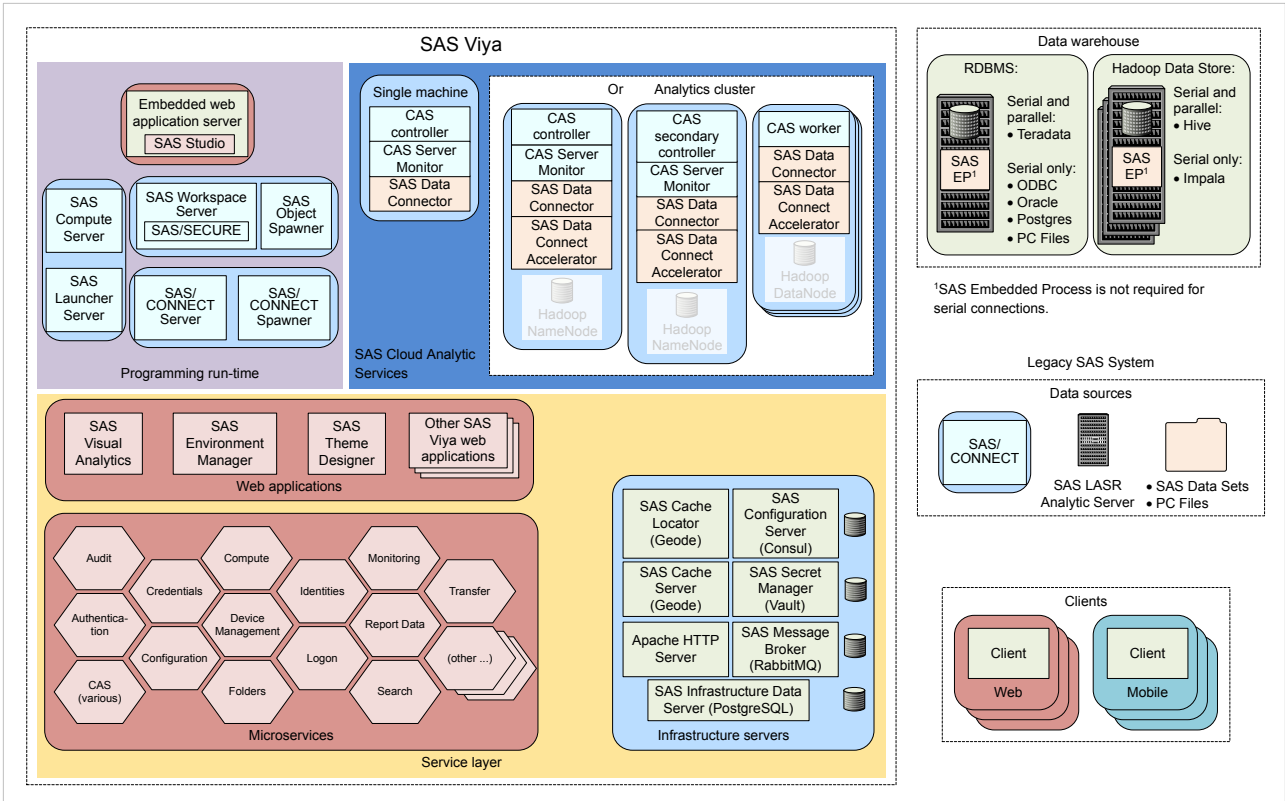 SAS Viya
Embedded web
application server
SAS Studio
SAS
Compute
Server
SAS
Launcher
Server
SAS Workspace
Server
SAS/SECURE
SAS
Object
Spawner
SAS/
CONNECT
Server
SAS/
CONNECT
Spawner
Programming run-time
Single machine
CAS
controller
CAS Server
Monitor
SAS Data
Connector
Or
Analytics cluster
CAS
controller
CAS Server
Monitor
SAS Data
Connector
SAS Data
Connect
Accelerator
Hadoop
NameNode
CAS
secondary
controller
CAS Server
Monitor
SAS Data
Connector
SAS Data
Connect
Accelerator
Hadoop
NameNode
CAS worker
SAS Data
Connector
SAS Data
Connect
Accelerator
Hadoop
DataNode
SAS Cloud Analytic
Services
SAS
Visual
Analytics
SAS
Environment
Manager
SAS
Theme
Designer
Other SAS
Viya web
applications
Web applications
Audit
Compute
Monitoring
Credentials
Identities
Transfer
Authentica-
tion
Device
Management
Report Data
Configuration
Logon
(other ...)
CAS
(various)
Folders
Search
Microservices
SAS Cache
Locator
(Geode)
SAS
Configuration
Server
(Consul)
SAS Cache
Server
(Geode)
SAS Secret
Manager
(Vault)
Apache HTTP
Server
SAS Message
Broker
(RabbitMQ)
SAS Infrastructure Data
Server (PostgreSQL)
Infrastructure servers
Service layer
Data warehouse
RDBMS:
SAS
EP¹
Serial and
parallel:
• Teradata
Serial only:
• ODBC
• Oracle
• Postgres
• PC Files
Hadoop Data Store:
SAS
EP¹
Serial and
parallel:
• Hive
Serial only:
• Impala
¹SAS Embedded Process is not required for
serial connections.
Legacy SAS System
Data sources
SAS/
CONNECT
SAS LASR
Analytic Server
• SAS Data Sets
• PC Files
Clients
Client
Web
Client
Mobile